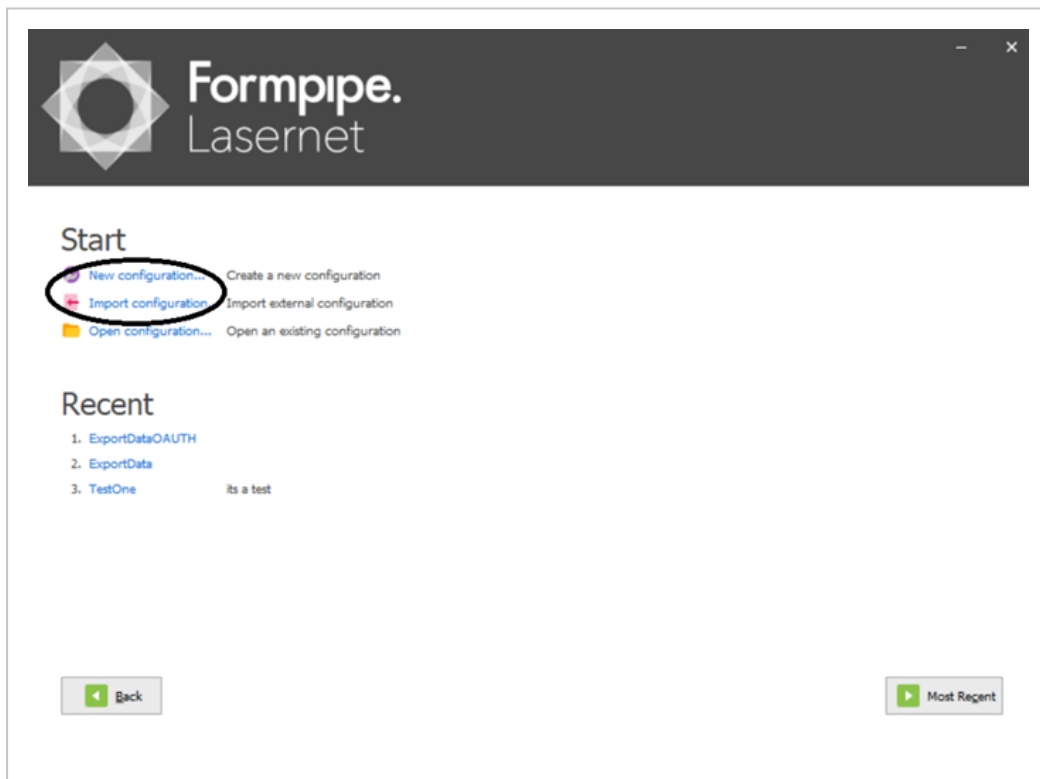 Formpipe.
Lasernet
Start
New configuration... Create a new configuration
Import configuration... Import external configuration
Open configuration... Open an existing configuration
Recent
1. ExportDataOAUTH
2. ExportData
3. TestOne its a test
Back
Most Recent